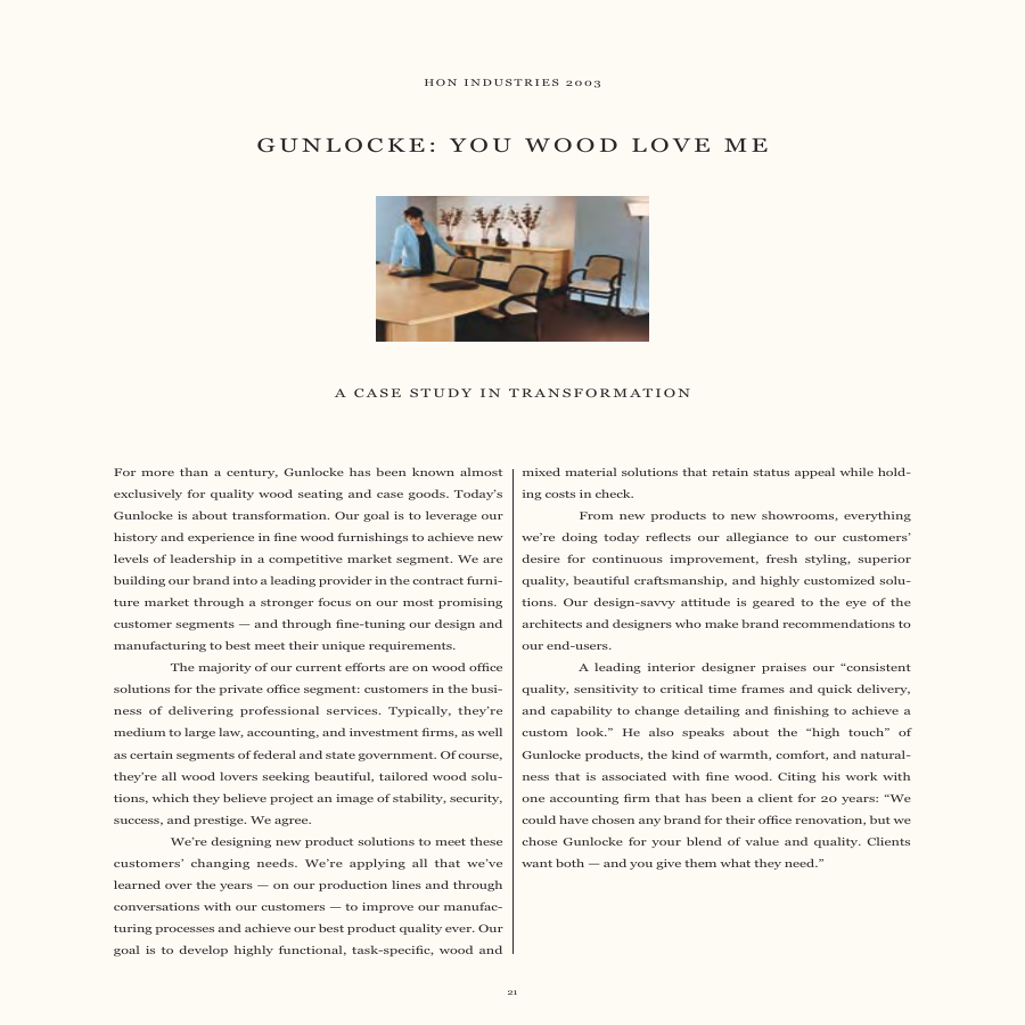 HON INDUSTRIES 2003
GUNLOCKE: YOU WOOD LOVE ME
A CASE STUDY IN TRANSFORMATION
For more than a century, Gunlocke has been known almost
exclusively for quality wood seating and case goods. Today's
Gunlocke is about transformation. Our goal is to leverage our
history and experience in fine wood furnishings to achieve new
levels of leadership in a competitive market segment. We are
building our brand into a leading provider in the contract furni-
ture market through a stronger focus on our most promising
customer segments — and through fine-tuning our design and
manufacturing to best meet their unique requirements.
The majority of our current efforts are on wood office
solutions for the private office segment: customers in the busi-
ness of delivering professional services. Typically, they're
medium to large law, accounting, and investment firms, as well
as certain segments of federal and state government. Of course,
they're all wood lovers seeking beautiful, tailored wood solu-
tions, which they believe project an image of stability, security,
success, and prestige. We agree.
We're designing new product solutions to meet these
customers' changing needs. We're applying all that we've
learned over the years — on our production lines and through
conversations with our customers — to improve our manufac-
turing processes and achieve our best product quality ever. Our
goal is to develop highly functional, task-specific, wood and
mixed material solutions that retain status appeal while hold-
ing costs in check.
From new products to new showrooms, everything
we're doing today reflects our allegiance to our customers'
desire for continuous improvement, fresh styling, superior
quality, beautiful craftsmanship, and highly customized solu-
tions. Our design-savvy attitude is geared to the eye of the
architects and designers who make brand recommendations to
our end-users.
A leading interior designer praises our “consistent
quality, sensitivity to critical time frames and quick delivery,
and capability to change detailing and finishing to achieve a
custom look.” He also speaks about the “high touch” of
Gunlocke products, the kind of warmth, comfort, and natural-
ness that is associated with fine wood. Citing his work with
one accounting firm that has been a client for 20 years: “We
could have chosen any brand for their office renovation, but we
chose Gunlocke for your blend of value and quality. Clients
want both — and you give them what they need.”
21